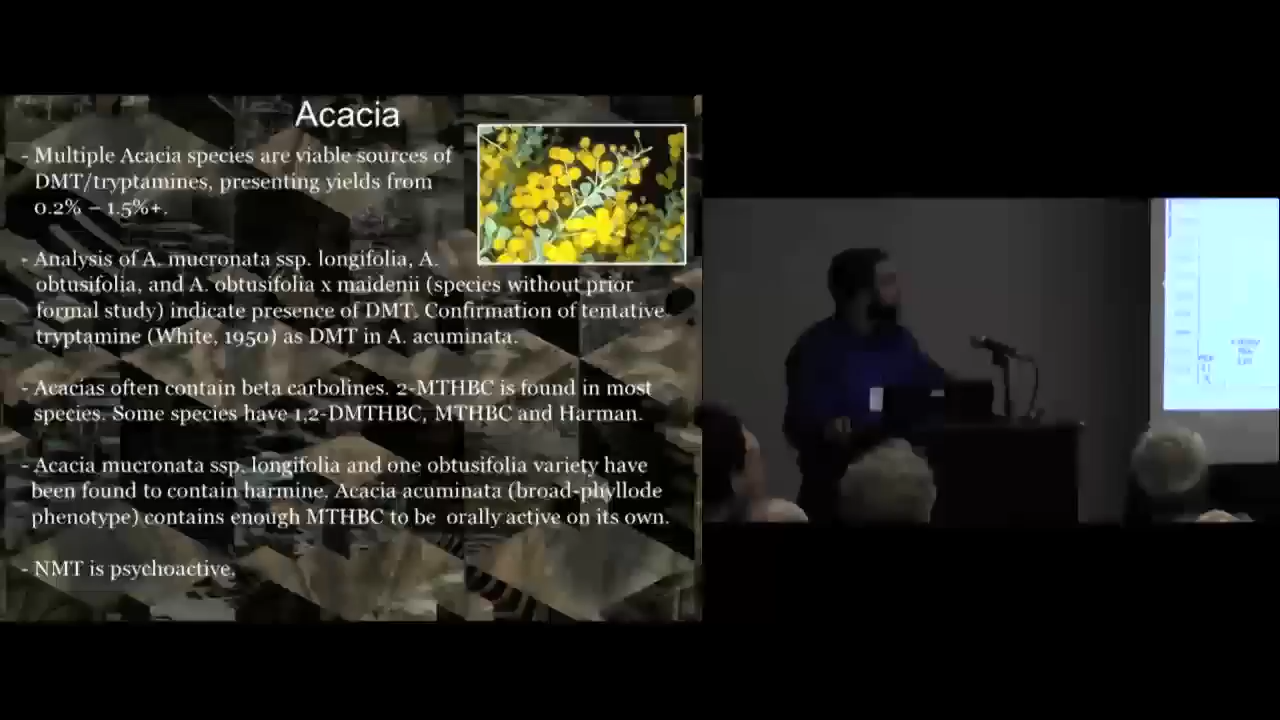 Acacia
- Multiple Acacia species are viable sources of
DMT/tryptamines, presenting yields from
0.2% – 1.5%+.
- Analysis of A. mucronata ssp. longifolia, A.
obtusifolia, and A. obtusifolia x maidenii (species without prior
formal study) indicate presence of DMT. Confirmation of tentative
tryptamine (White, 1950) as DMT in A. acuminata.
- Acacias often contain beta carbolines. 2-MTHBC is found in most
species. Some species have 1,2-DMTHBC, MTHBC and Harman.
- Acacia mucronata ssp. longifolia and one obtusifolia variety have
been found to contain harmine. Acacia acuminata (broad-phyllode
phenotype) contains enough MTHBC to be orally active on its own.
- NMT is psychoactive.